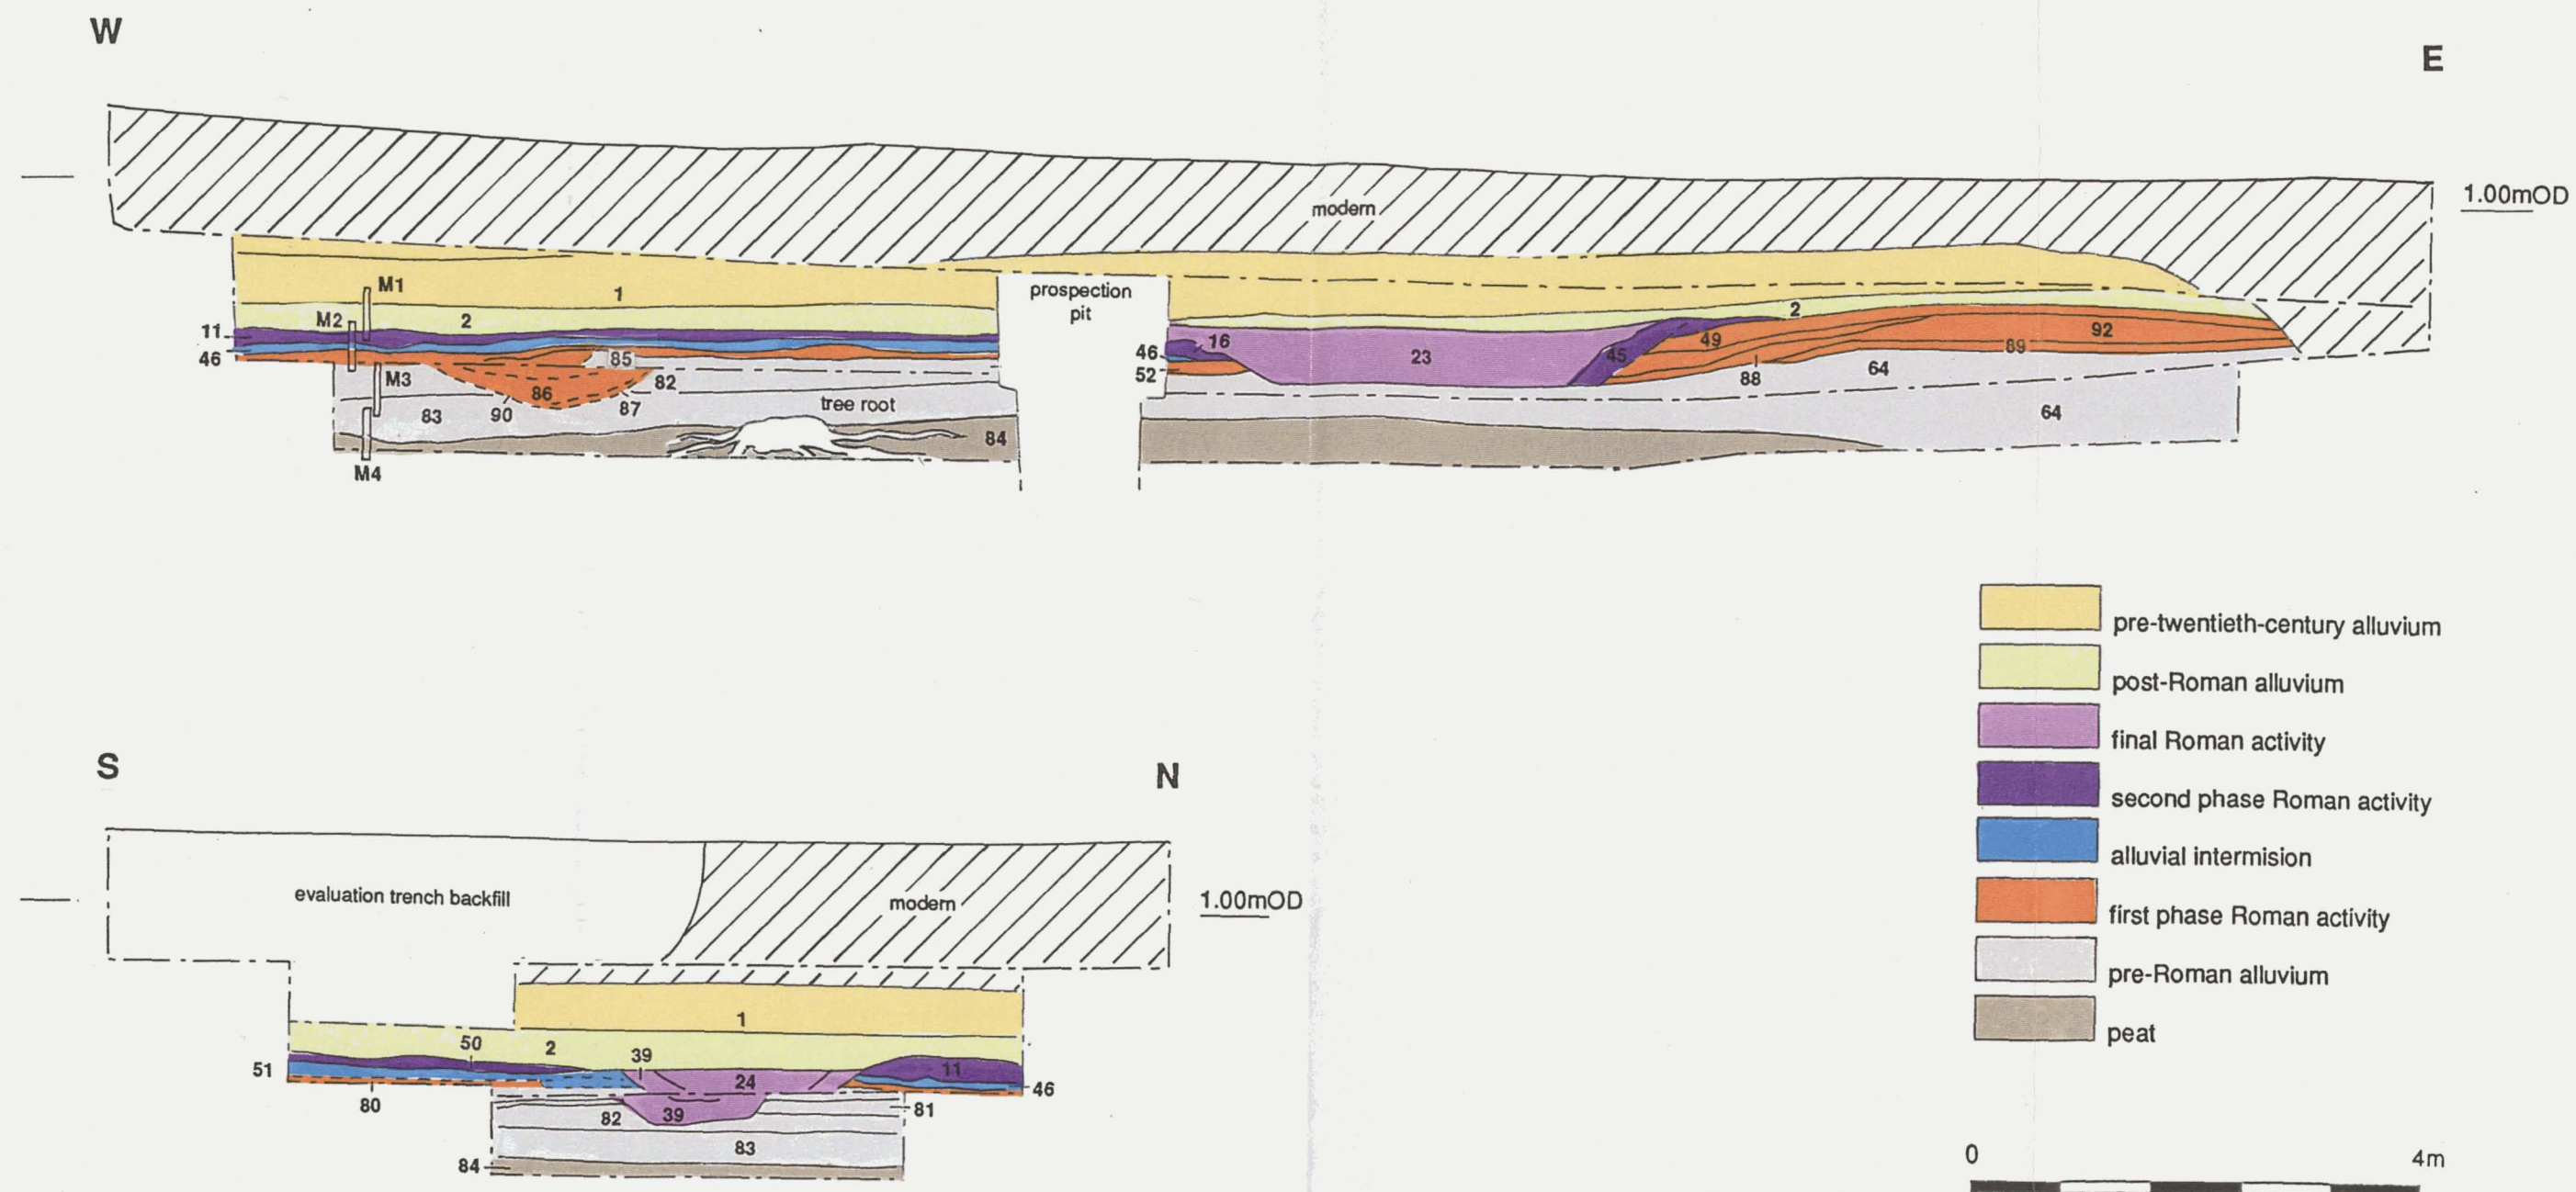 W
E
1.00mOD
modern
M1
1
prospection
pit
M2
2
2
11
46
85
16
46
52
23
45
49
92
89
88
64
M3
82
86
83
90
87
tree root
84
64
M4
pre-twentieth-century alluvium
post-Roman alluvium
final Roman activity
second phase Roman activity
alluvial intermision
first phase Roman activity
pre-Roman alluvium
peat
S
N
evaluation trench backfill
modern
1.00mOD
1
50
2
39
51
24
11
46
80
82
39
81
83
84
0
4m